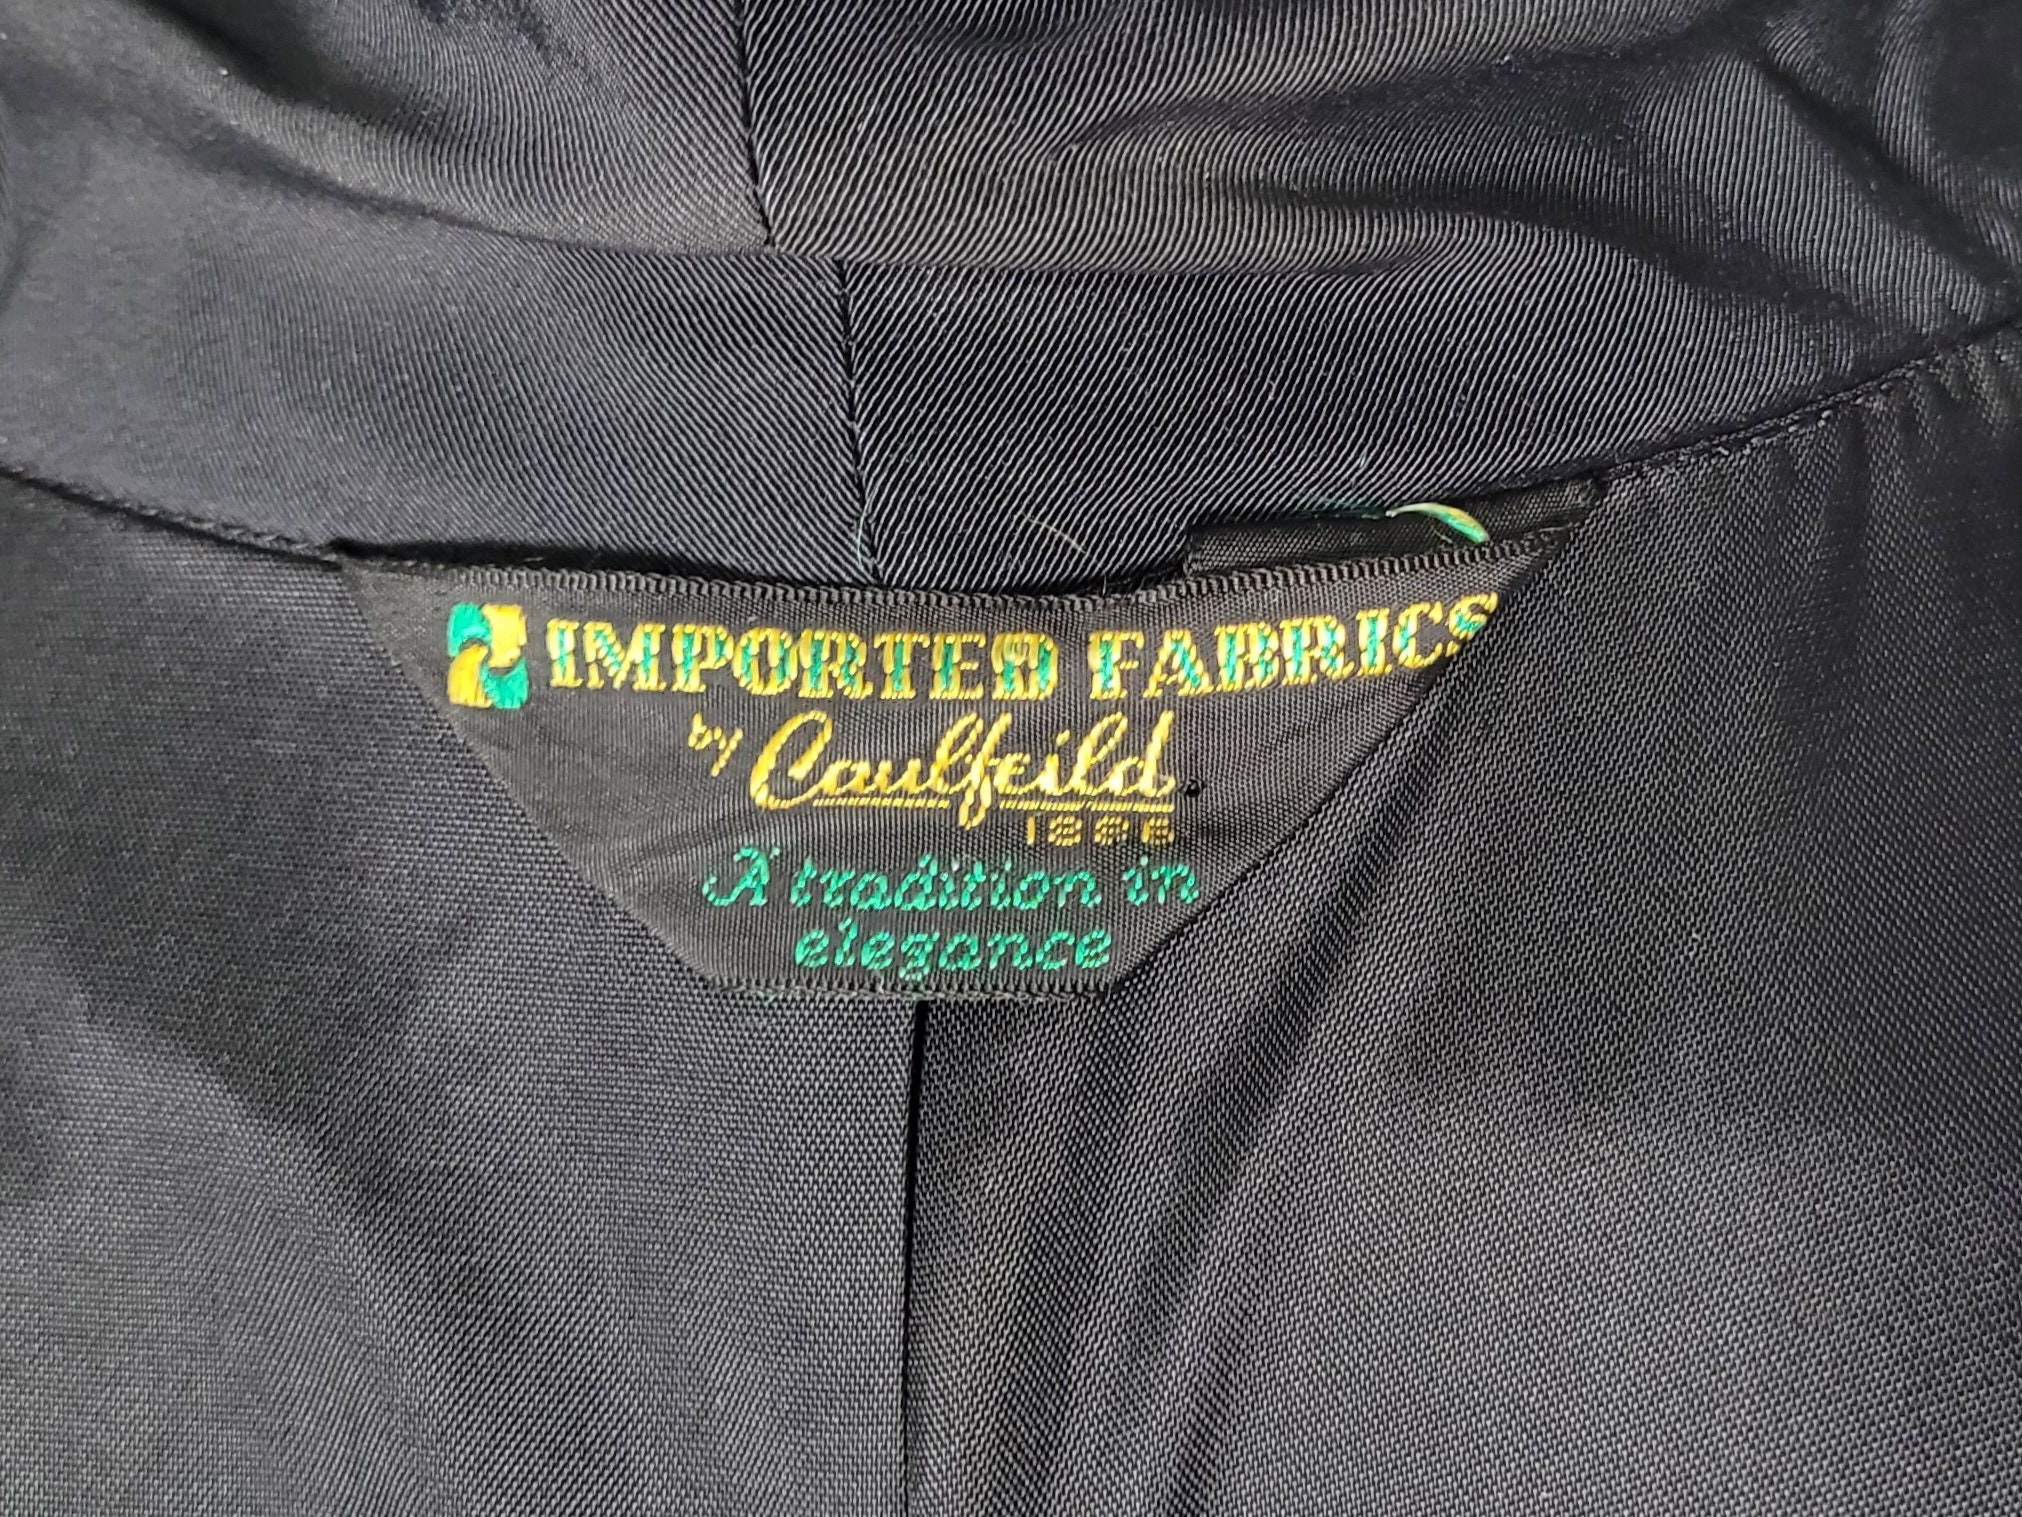 IMPORTED FABRICS
by Caulfeild
A tradition in
elegance